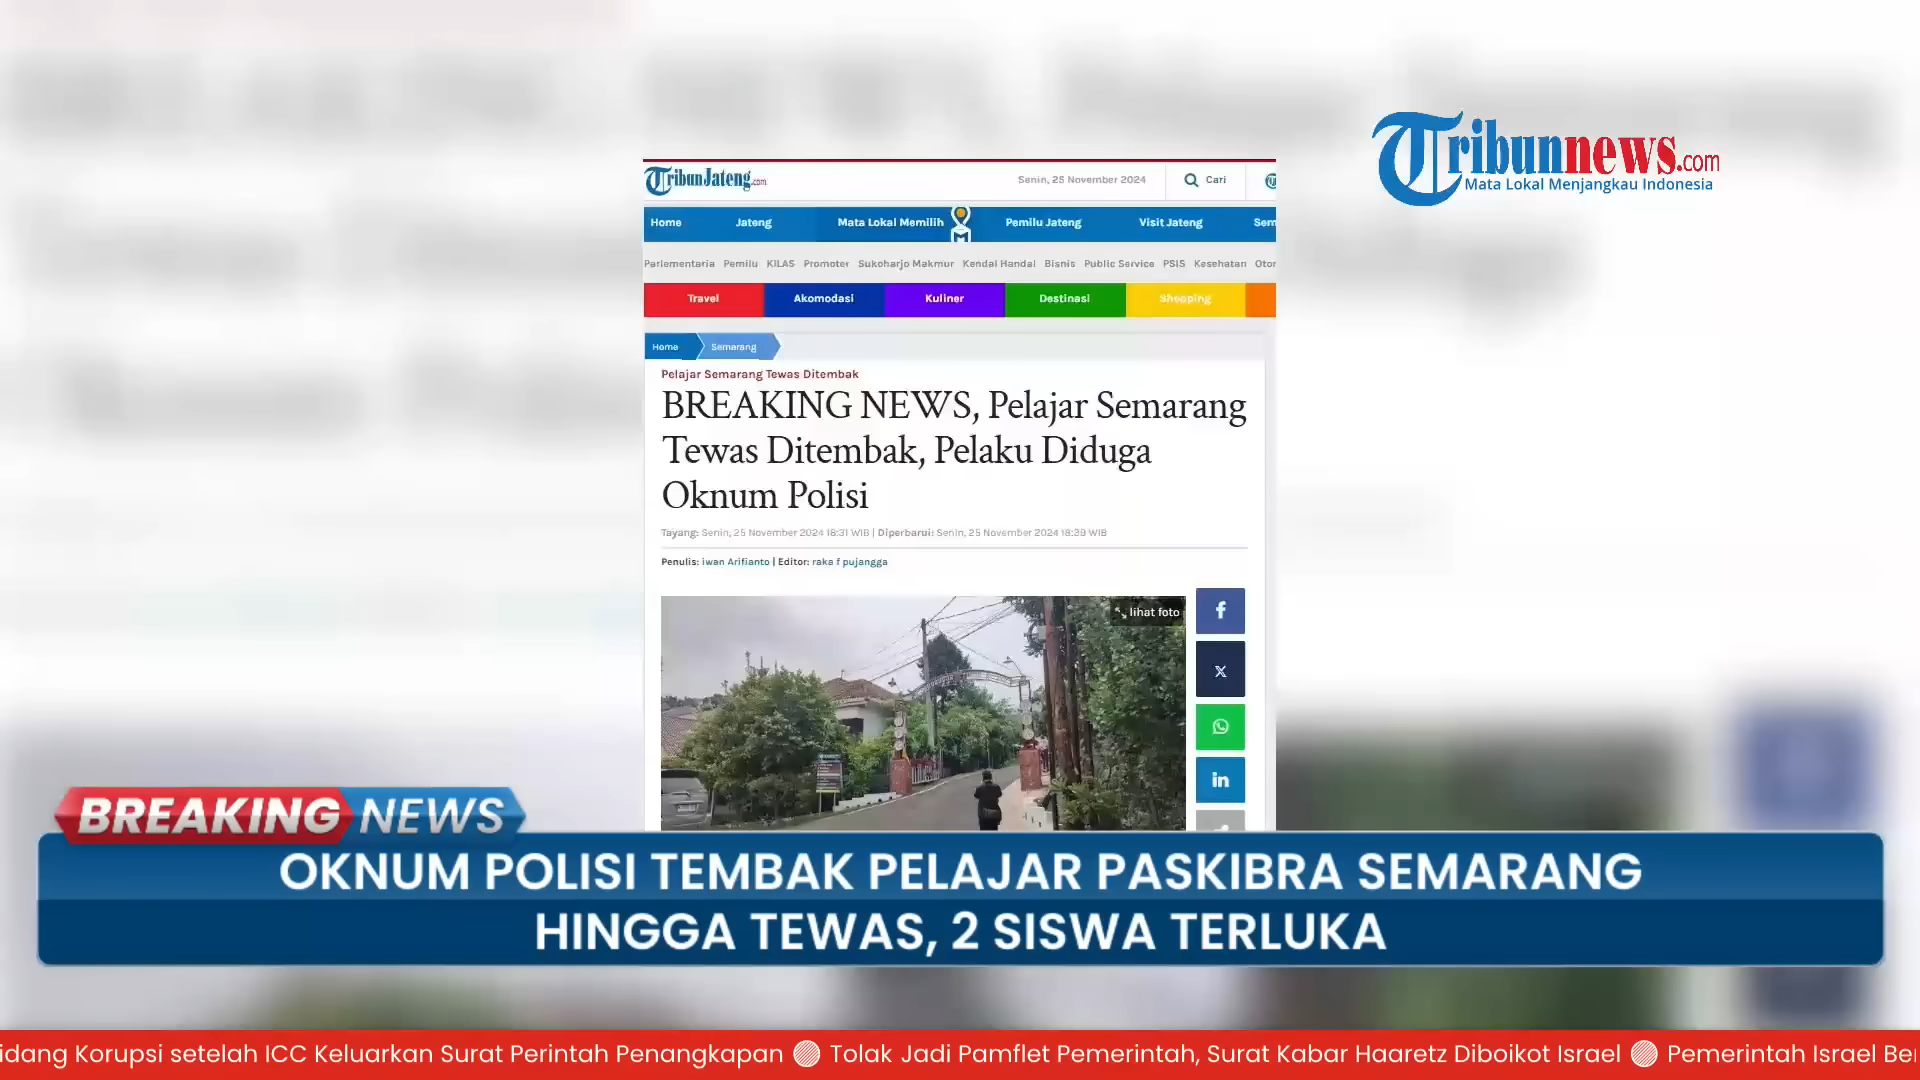 Tribunnews.com
Mata Lokal Menjangkau Indonesia
TribunJateng.com
Senin, 25 November 2024
Cari
Home Jateng Mata Lokal Memilih Pemilu Jateng Visit Jateng Sem
Parlementaria Pemilu KILAS Promoter Sukoharjo Makmur Kendal Handal Bisnis Public Service PSIS Kesehatan Otor
Travel Akomodasi Kuliner Destinasi Shopping
Home Semarang
Pelajar Semarang Tewas Ditembak
BREAKING NEWS, Pelajar Semarang
Tewas Ditembak, Pelaku Diduga
Oknum Polisi
Tayang: Senin, 25 November 2024 18:31 WIB | Diperbarui: Senin, 25 November 2024 18:39 WIB
Penulis: iwan Arifianto | Editor: raka f pujangga
lihat foto
BREAKING NEWS
OKNUM POLISI TEMBAK PELAJAR PASKIBRA SEMARANG
HINGGA TEWAS, 2 SISWA TERLUKA
idang Korupsi setelah ICC Keluarkan Surat Perintah Penangkapan Tolak Jadi Pamflet Pemerintah, Surat Kabar Haaretz Diboikot Israel Pemerintah Israel Ber